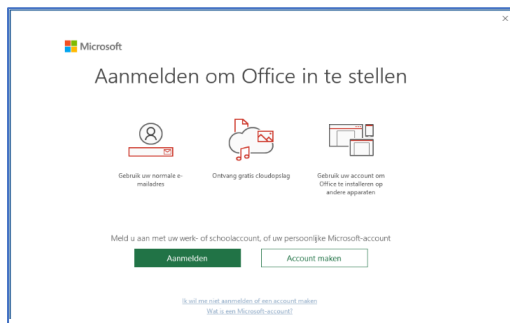 Microsoft
Aanmelden om Office in te stellen
Gebruik uw normale e-
mailadres
Ontvang gratis cloudopslag
Gebruik uw account om
Office te installeren op
andere apparaten
Meld u aan met uw werk- of schoolaccount, of uw persoonlijke Microsoft-account
Aanmelden
Account maken
Ik wil me niet aanmelden of een account maken
Wat is een Microsoft-account?